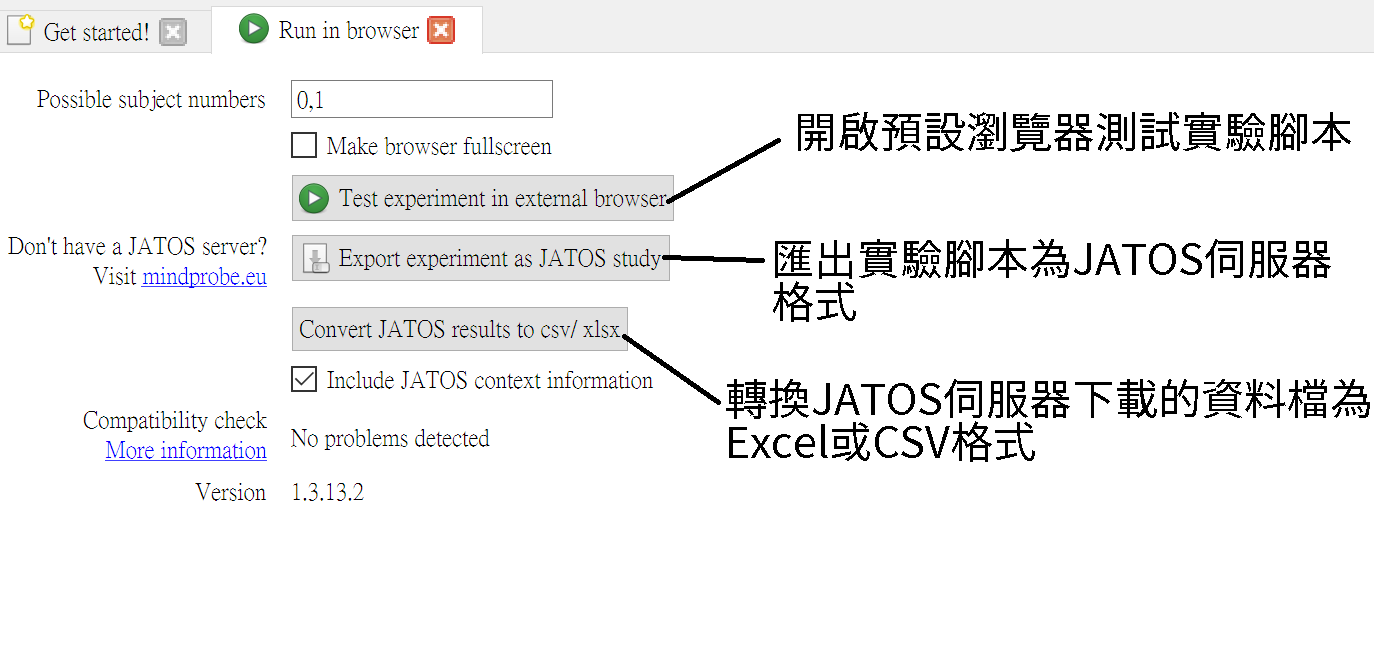 Get started!
Run in browser
Possible subject numbers
0,1
Make browser fullscreen
開啟預設瀏覽器測試實驗腳本
Test experiment in external browser
Don't have a JATOS server?
Visit mindprobe.eu
Export experiment as JATOS study
匯出實驗腳本為JATOS伺服器
格式
Convert JATOS results to csv/ xlsx
Include JATOS context information
轉換JATOS伺服器下載的資料檔為
Excel或CSV格式
Compatibility check
More information
No problems detected
Version
1.3.13.2